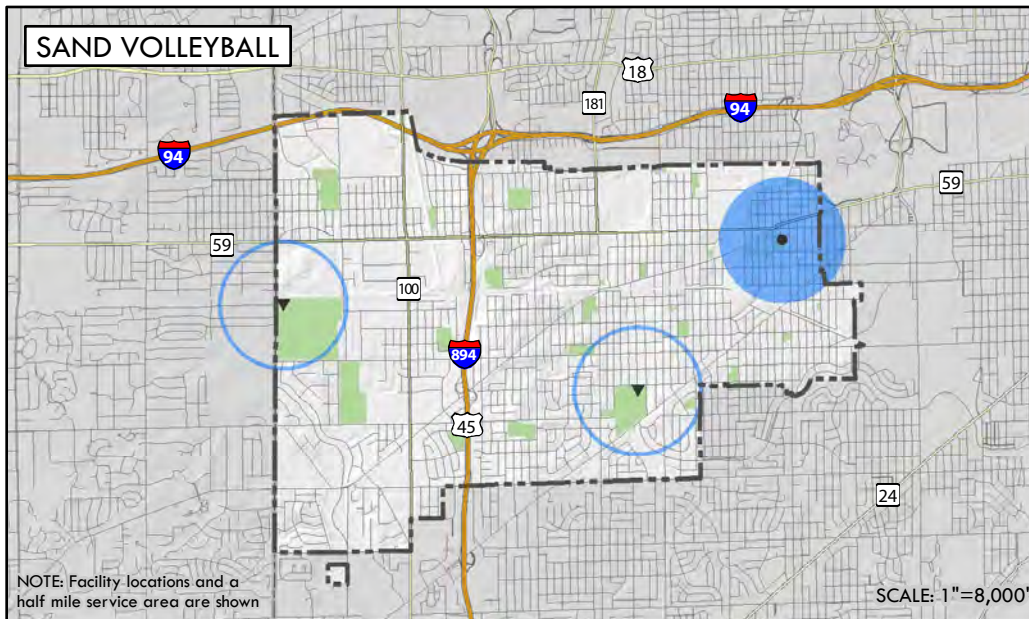 SAND VOLLEYBALL
18
181
94
94
59
59
100
894
45
24
NOTE: Facility locations and a
half mile service area are shown
SCALE: 1"=8,000'